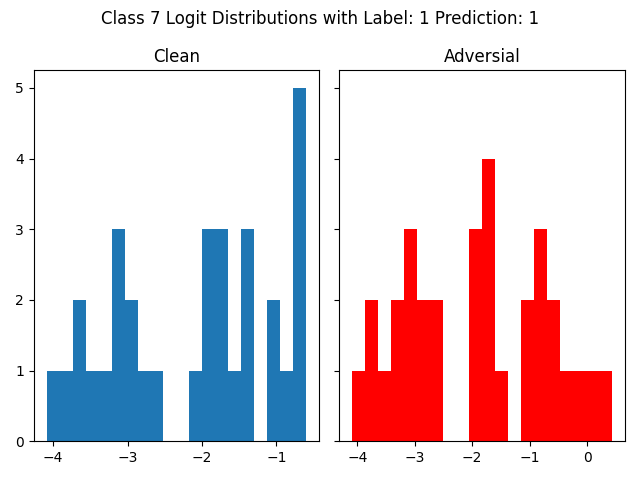 Class 7 Logit Distributions with Label: 1 Prediction: 1
Clean
Adversial
5
4
3
2
1
0
−4 −3 −2 −1
−4 −3 −2 −1 0